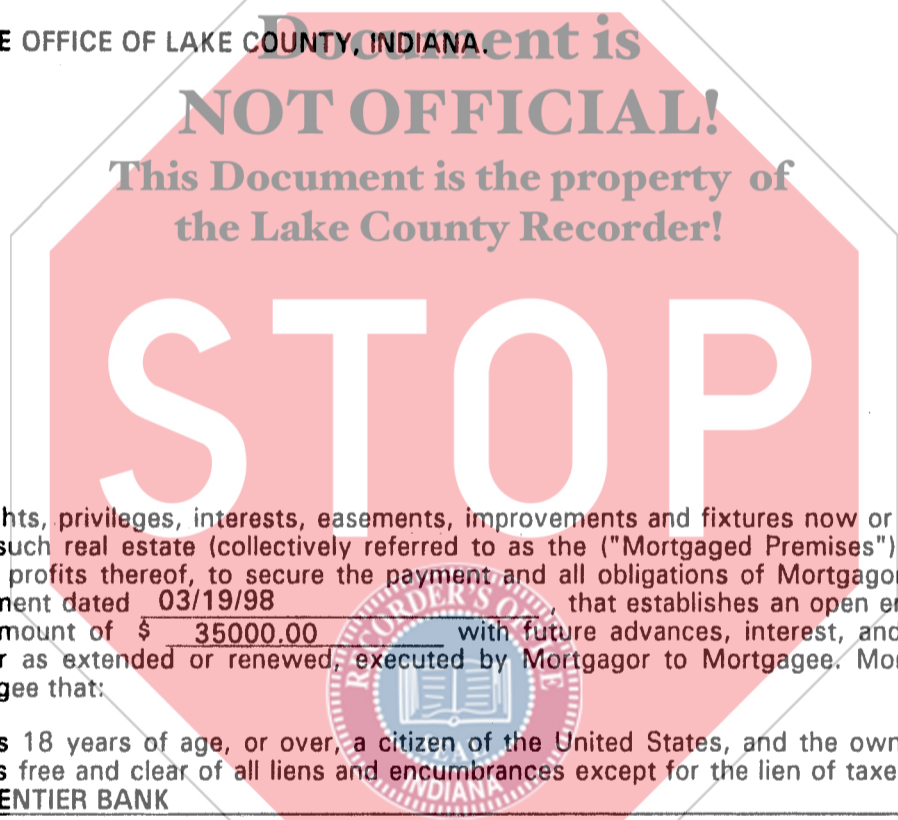 E OFFICE OF LAKE COUNTY, INDIANA.
Document is
NOT OFFICIAL!
This Document is the property of
the Lake County Recorder!
STOP
hts, privileges, interests, easements, improvements and fixtures now or
such real estate (collectively referred to as the ("Mortgaged Premises")
profits thereof, to secure the payment and all obligations of Mortgagor
nent dated 03/19/98 , that establishes an open en
mount of $ 35000.00 with future advances, interest, and
r as extended or renewed, executed by Mortgagor to Mortgagee. Mor
gee that:
RECORDER'S OFFICE
SEAL
INDIANA
s 18 years of age, or over, a citizen of the United States, and the own
s free and clear of all liens and encumbrances except for the lien of taxe
ENTIER BANK